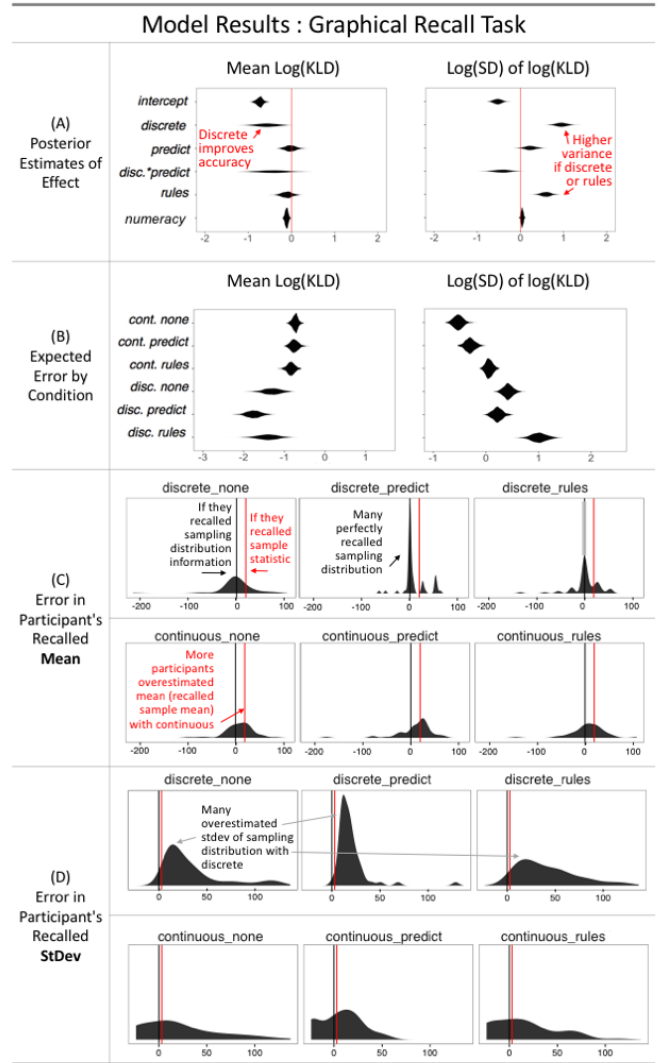 Model Results : Graphical Recall Task
(A)
Posterior
Estimates of
Effect
Mean Log(KLD)
Log(SD) of log(KLD)
intercept
discrete
predict
disc.*predict
rules
numeracy
Discrete
improves
accuracy
Higher
variance
if discrete
or rules
-2 -1 0 1 2
-2 -1 0 1 2
(B)
Expected
Error by
Condition
Mean Log(KLD)
Log(SD) of log(KLD)
cont. none
cont. predict
cont. rules
disc. none
disc. predict
disc. rules
-3 -2 -1 0 1
-1 0 1 2
(C)
Error in
Participant's
Recalled
Mean
discrete_none
discrete_predict
discrete_rules
If they
recalled
sampling
distribution
information
If they
recalled
sample
statistic
Many
perfectly
recalled
sampling
distribution
-200 -100 0 100
-200 -100 0 100
-200 -100 0 100
continuous_none
continuous_predict
continuous_rules
More
participants
overestimated
mean (recalled
sample mean)
with continuous
-200 -100 0 100
-200 -100 0 100
-200 -100 0 100
(D)
Error in
Participant's
Recalled
StDev
discrete_none
discrete_predict
discrete_rules
Many
overestimated
stdev of sampling
distribution with
discrete
0 50 100
0 50 100
0 50 100
continuous_none
continuous_predict
continuous_rules
0 50 100
0 50 100
0 50 100